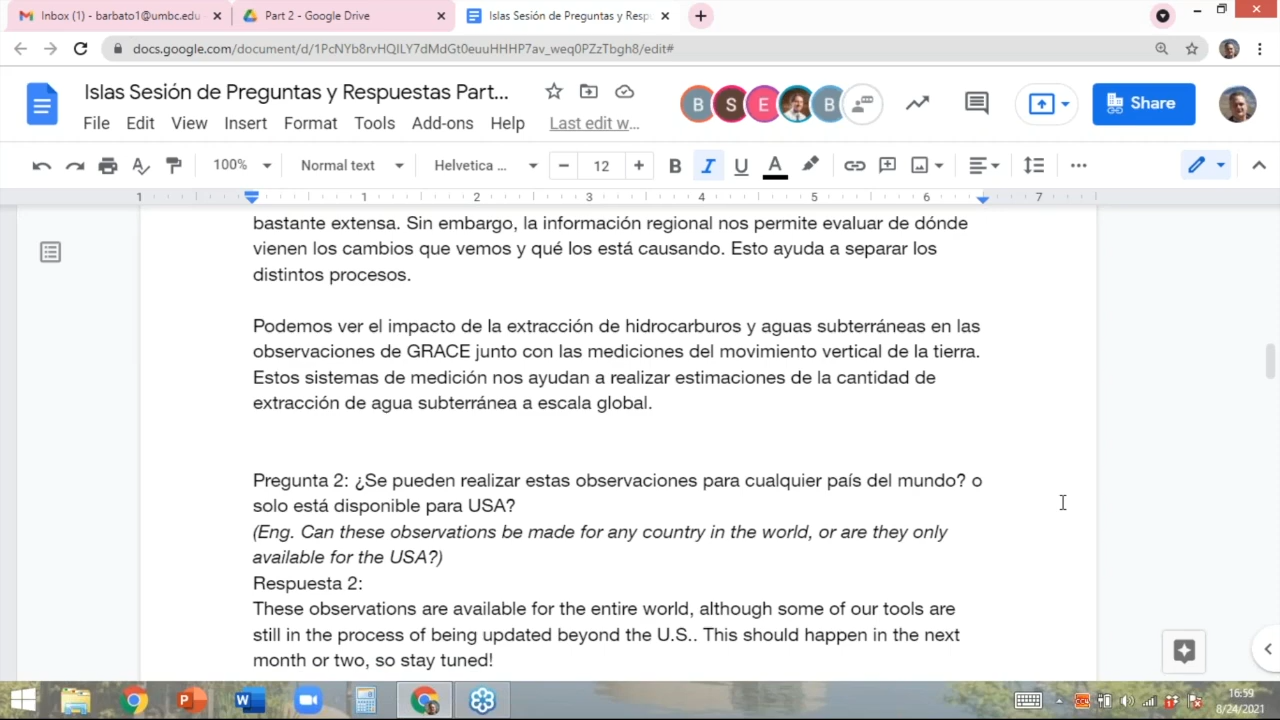 Inbox (1) - barbato1@umbc.edu
Part 2 - Google Drive
Islas Sesión de Preguntas y Resp
docs.google.com/document/d/1PcNYb8rvHQILY7dMdGt0euuHHHP7av_weq0PZzTbgh8/edit#
Islas Sesión de Preguntas y Respuestas Part...
B S E B
Share
File Edit View Insert Format Tools Add-ons Help Last edit w...
100% Normal text Helvetica ... 12 B I U A
1 1 2 3 4 5 6 7
bastante extensa. Sin embargo, la información regional nos permite evaluar de dónde
vienen los cambios que vemos y qué los está causando. Esto ayuda a separar los
distintos procesos.
Podemos ver el impacto de la extracción de hidrocarburos y aguas subterráneas en las
observaciones de GRACE junto con las mediciones del movimiento vertical de la tierra.
Estos sistemas de medición nos ayudan a realizar estimaciones de la cantidad de
extracción de agua subterránea a escala global.
Pregunta 2: ¿Se pueden realizar estas observaciones para cualquier país del mundo? o
solo está disponible para USA?
(Eng. Can these observations be made for any country in the world, or are they only
available for the USA?)
Respuesta 2:
These observations are available for the entire world, although some of our tools are
still in the process of being updated beyond the U.S.. This should happen in the next
month or two, so stay tuned!
16:59
8/24/2021